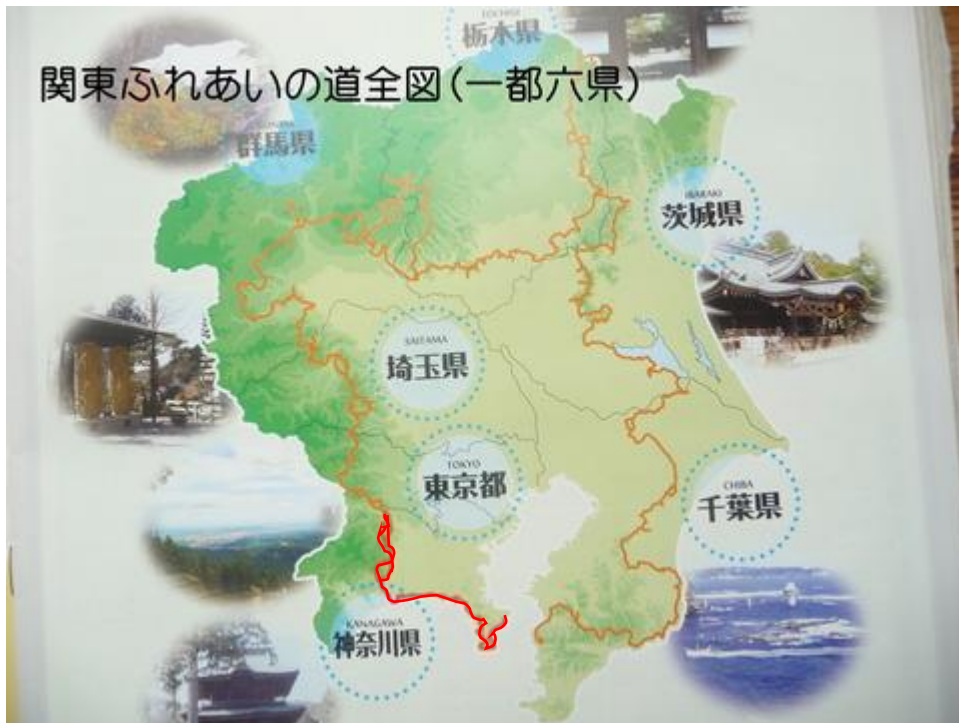 TOCHIGI
栃木県
関東ふれあいの道全図(一都六県)
群馬県
IBARAKI
茨城県
SAITAMA
埼玉県
TOKYO
東京都
CHIBA
千葉県
KANAGAWA
神奈川県